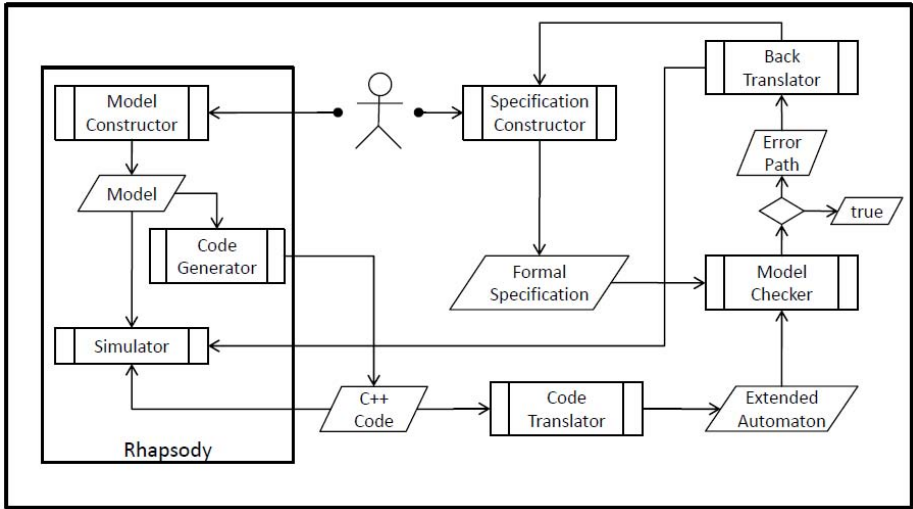 Model
Constructor
Specification
Constructor
Back
Translator
Error
Path
Model
true
Code
Generator
Formal
Specification
Model
Checker
Simulator
C++
Code
Code
Translator
Extended
Automaton
Rhapsody